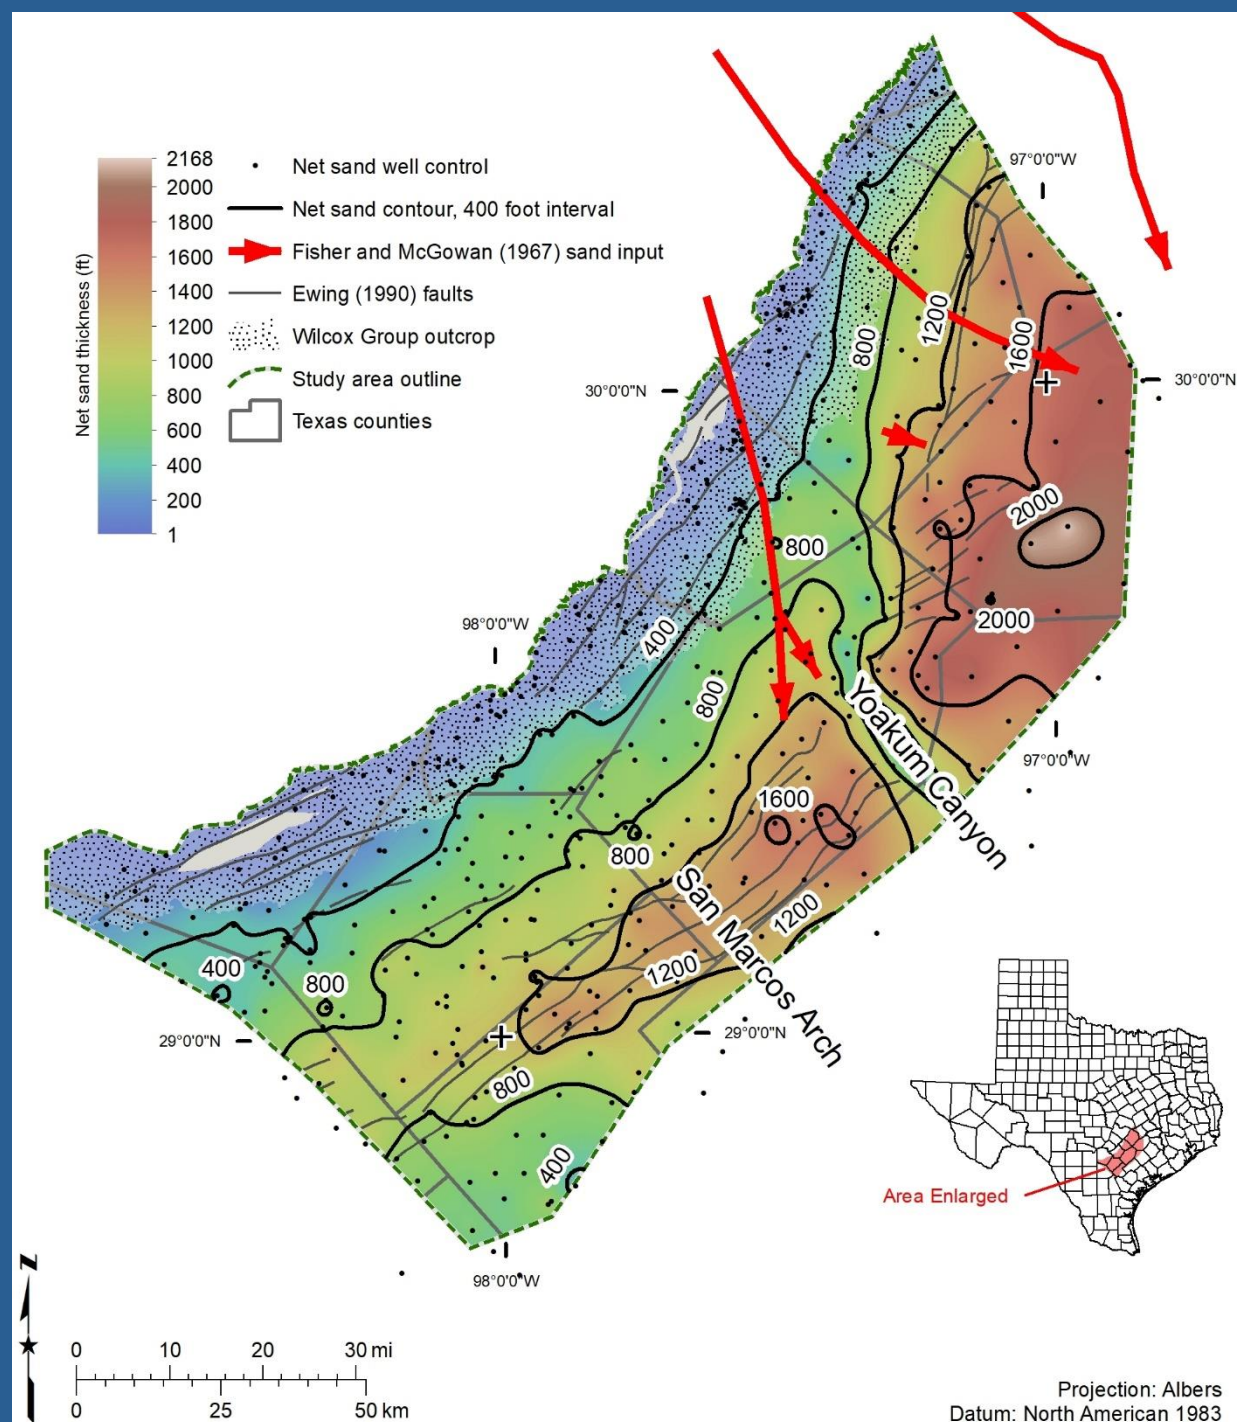 Net sand thickness (ft)
2168
2000
1800
1600
1400
1200
1000
800
600
400
200
1
Net sand well control
Net sand contour, 400 foot interval
Fisher and McGowan (1967) sand input
Ewing (1990) faults
Wilcox Group outcrop
Study area outline
Texas counties
97°0'0"W
30°0'0"N
30°0'0"N
1200
1600
800
2000
800
2000
98°0'0"W
400
800
Yoakum Canyon
97°0'0"W
1600
800
San Marcos Arch
1200
1200
400
800
29°0'0"N
29°0'0"N
800
400
98°0'0"W
Area Enlarged
N
0 10 20 30 mi
0 25 50 km
Projection: Albers
Datum: North American 1983